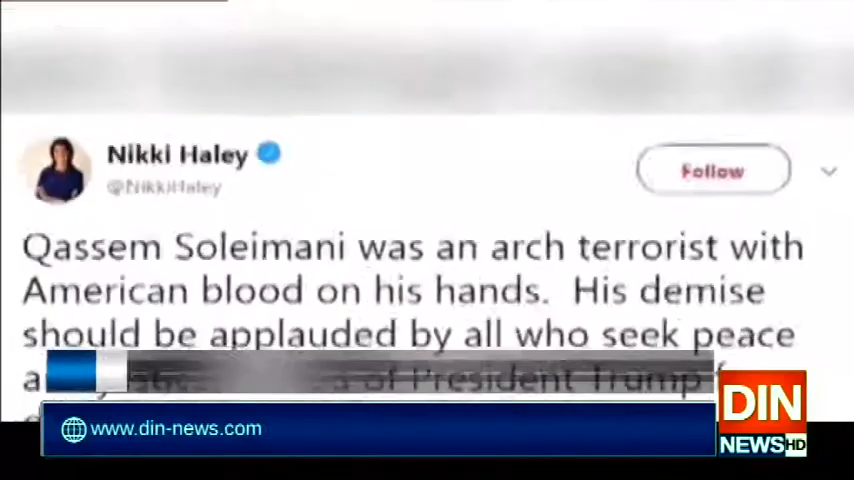 Nikki Haley
@NikkiHaley
Follow
Qassem Soleimani was an arch terrorist with
American blood on his hands. His demise
should be applauded by all who seek peace
of President Trump
www.din-news.com
DIN
NEWS HD